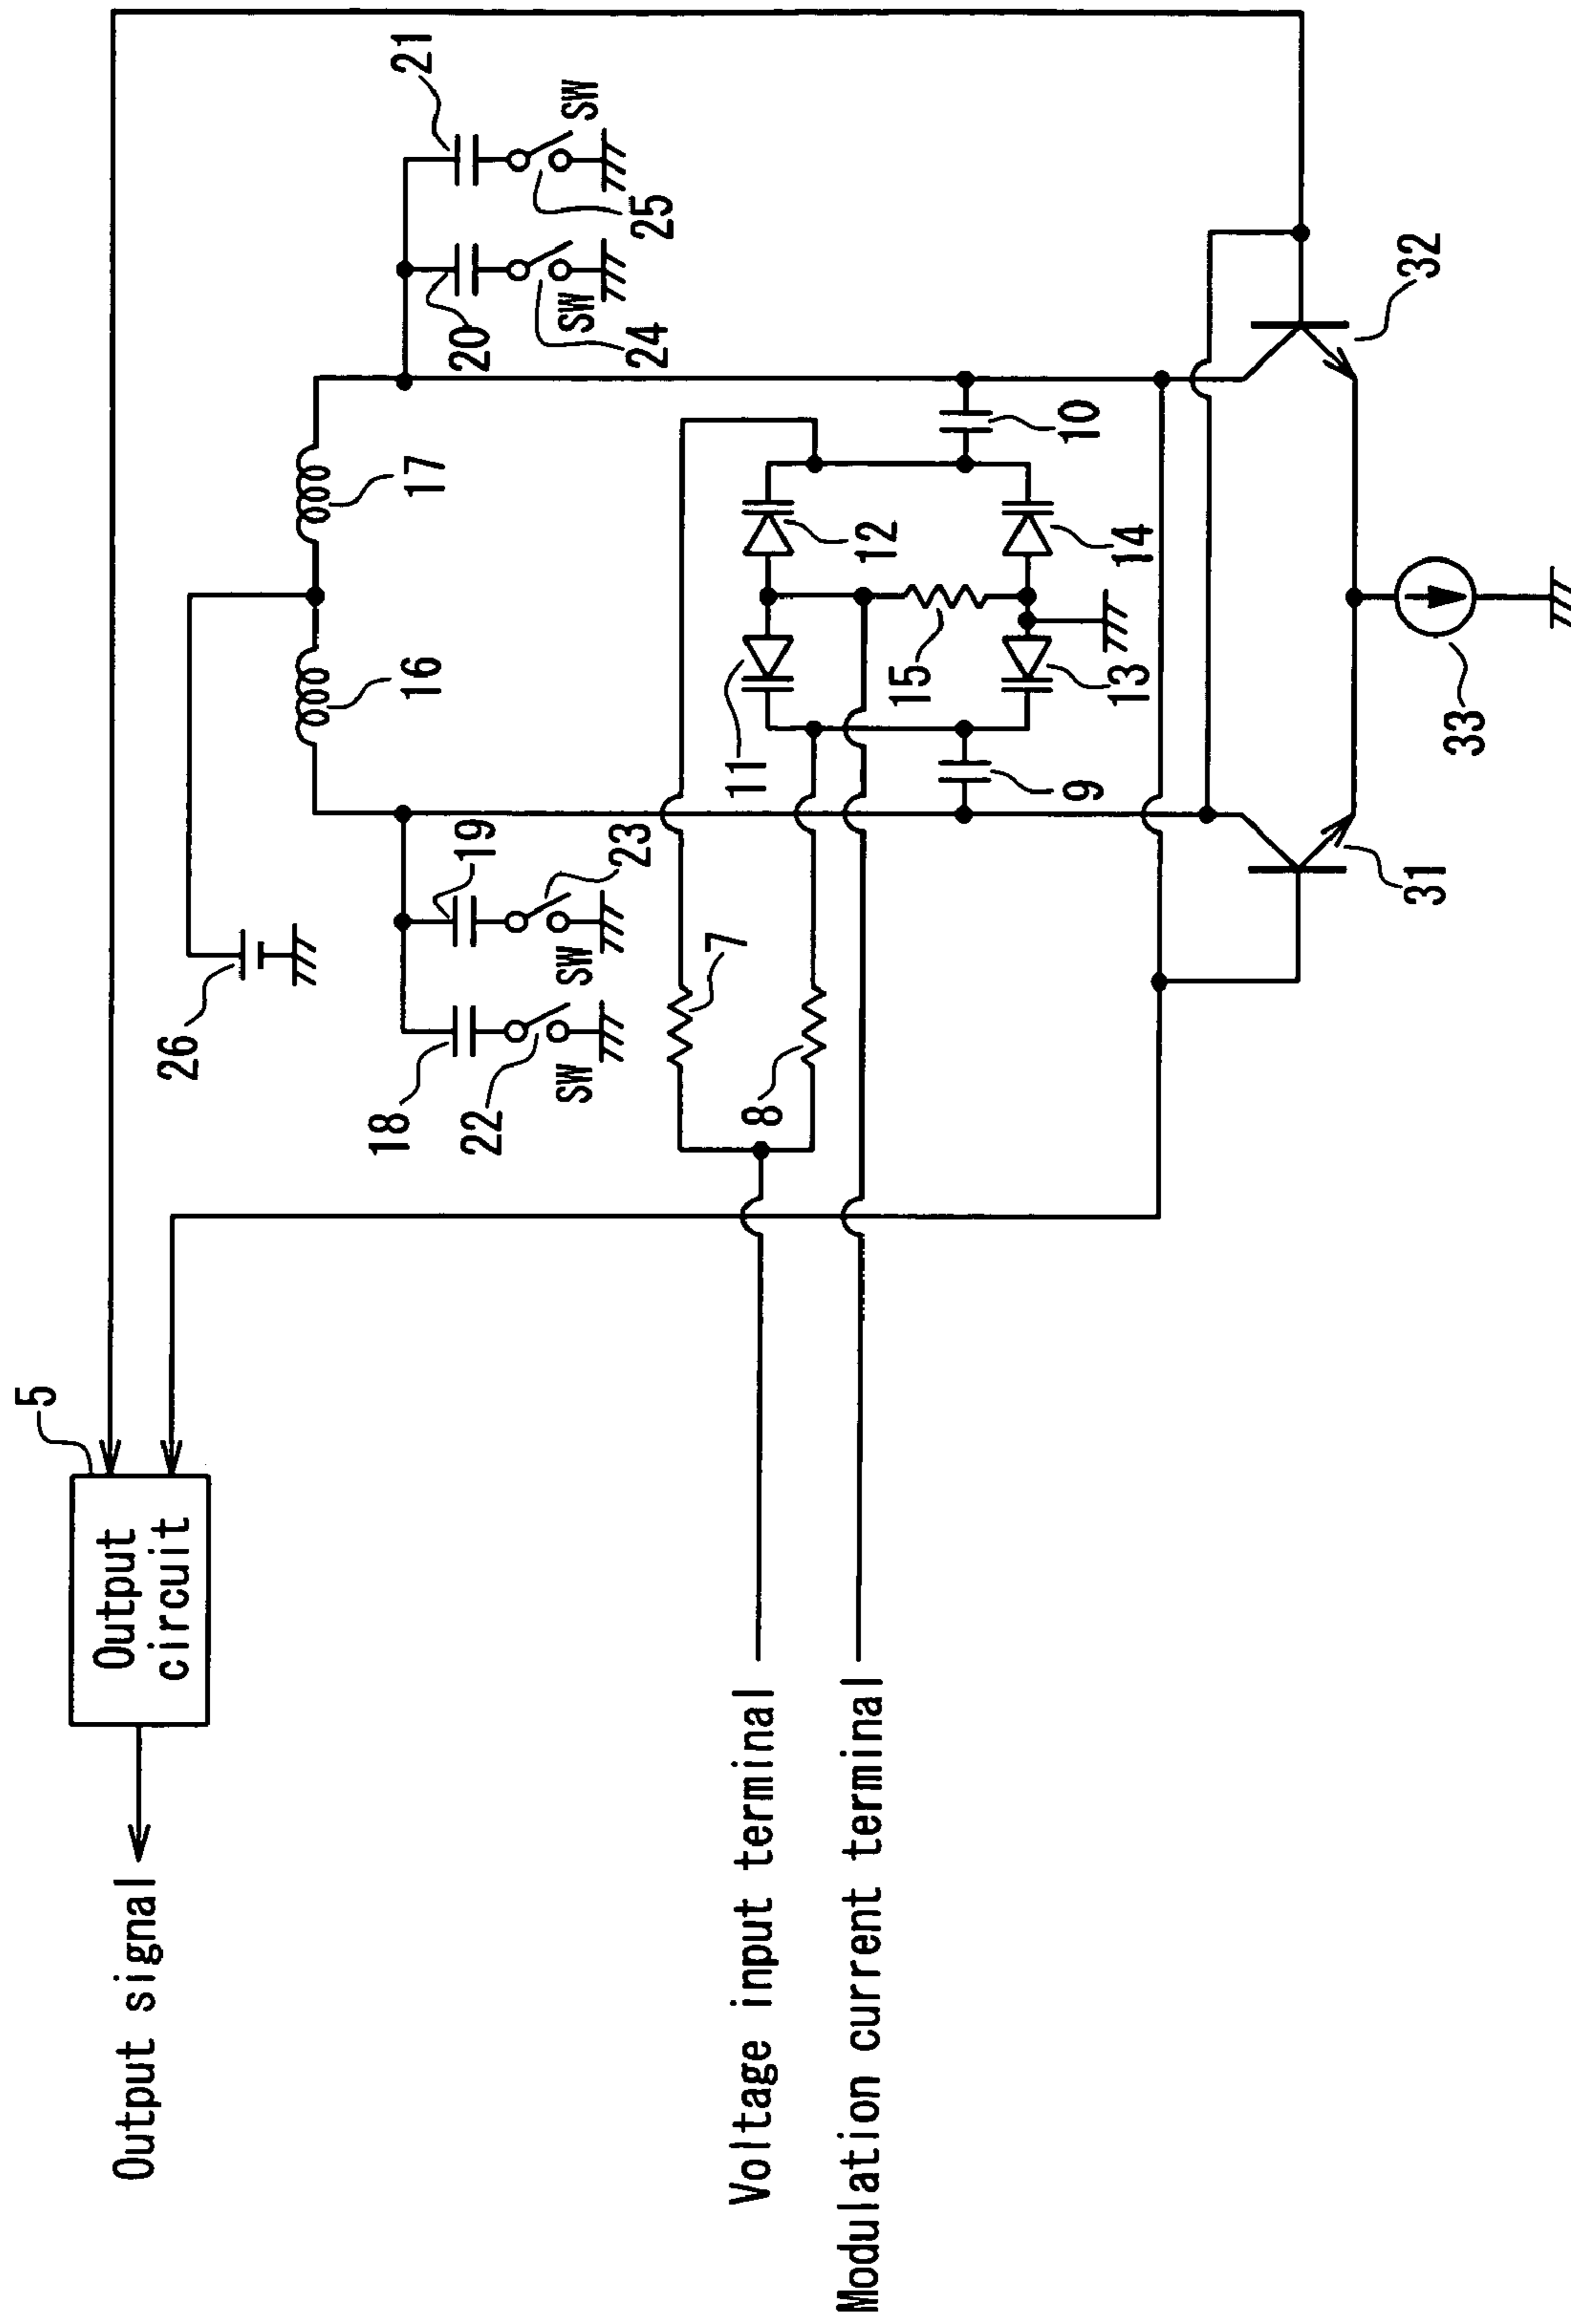 5
Output
circuit
Output signal
Voltage input terminal
Modulation current terminal
26
16
17
18
19
20
21
22
SW
23
SW
24
SW
25
SW
7
8
11
12
15
13
14
9
10
31
32
33